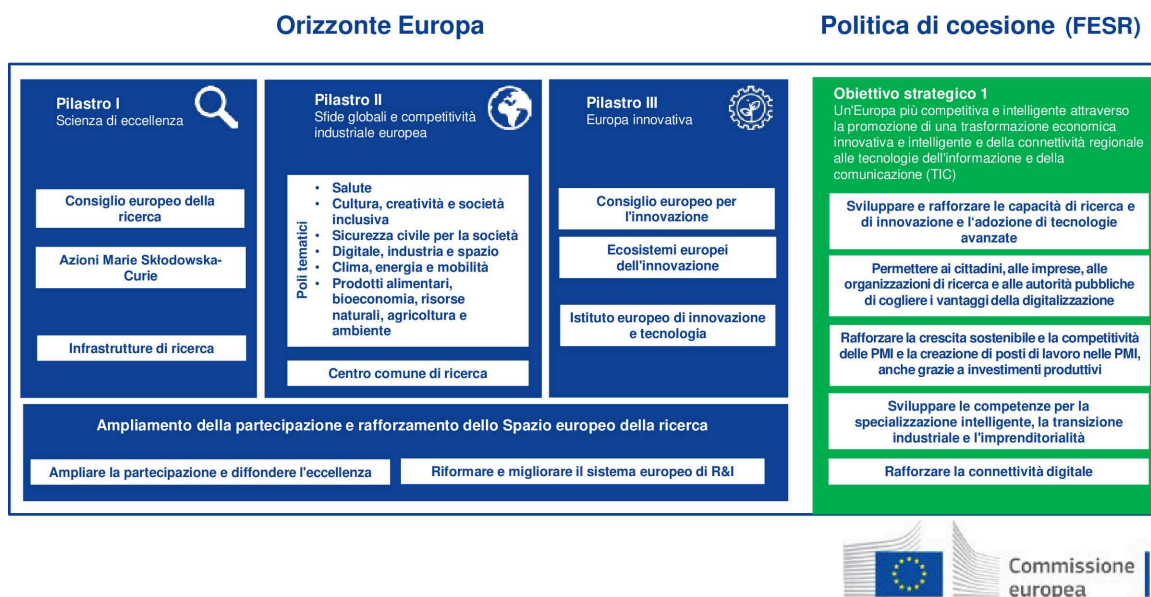 Orizzonte Europa
Politica di coesione (FESR)
Pilastro I
Scienza di eccellenza
Consiglio europeo della
ricerca
Azioni Marie Skłodowska-
Curie
Infrastrutture di ricerca
Pilastro II
Sfide globali e competitività
industriale europea
Poli tematici
• Salute
• Cultura, creatività e società
inclusiva
• Sicurezza civile per la società
• Digitale, industria e spazio
• Clima, energia e mobilità
• Prodotti alimentari,
bioeconomia, risorse
naturali, agricoltura e
ambiente
Centro comune di ricerca
Pilastro III
Europa innovativa
Consiglio europeo per
l'innovazione
Ecosistemi europei
dell'innovazione
Istituto europeo di innovazione
e tecnologia
Ampliamento della partecipazione e rafforzamento dello Spazio europeo della ricerca
Ampliare la partecipazione e diffondere l'eccellenza
Riformare e migliorare il sistema europeo di R&I
Obiettivo strategico 1
Un'Europa più competitiva e intelligente attraverso
la promozione di una trasformazione economica
innovativa e intelligente e della connettività regionale
alle tecnologie dell'informazione e della
comunicazione (TIC)
Sviluppare e rafforzare le capacità di ricerca e
di innovazione e l'adozione di tecnologie
avanzate
Permettere ai cittadini, alle imprese, alle
organizzazioni di ricerca e alle autorità pubbliche
di cogliere i vantaggi della digitalizzazione
Rafforzare la crescita sostenibile e la competitività
delle PMI e la creazione di posti di lavoro nelle PMI,
anche grazie a investimenti produttivi
Sviluppare le competenze per la
specializzazione intelligente, la transizione
industriale e l'imprenditorialità
Rafforzare la connettività digitale
Commissione
europea